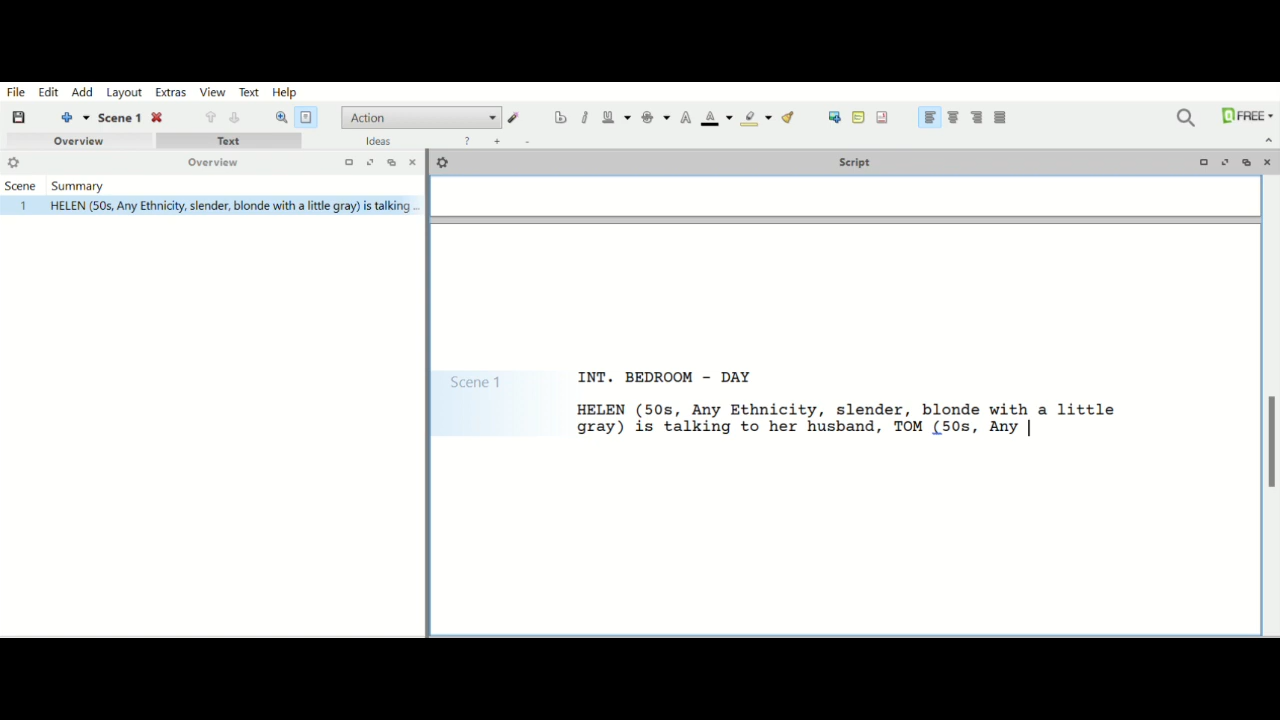 File Edit Add Layout Extras View Text Help
Scene 1 Action FREE
Overview Text Ideas ? + -
Overview
Scene Summary
1 HELEN (50s, Any Ethnicity, slender, blonde with a little gray) is talking ...
Script
Scene 1
INT. BEDROOM - DAY
HELEN (50s, Any Ethnicity, slender, blonde with a little
gray) is talking to her husband, TOM (50s, Any